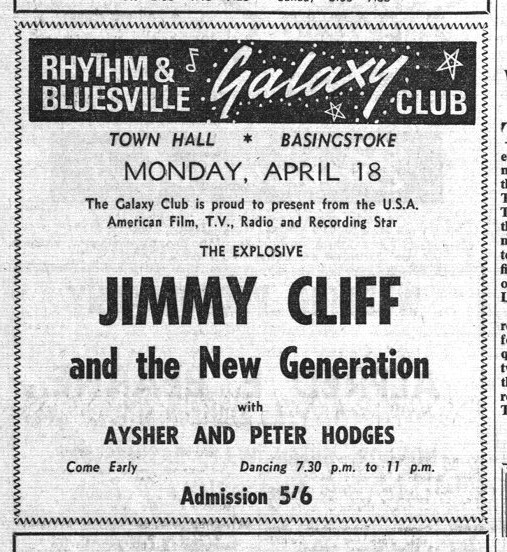 RHYTHM &
BLUESVILLE
Galaxy
CLUB
TOWN HALL * BASINGSTOKE
MONDAY, APRIL 18
The Galaxy Club is proud to present from the U.S.A.
American Film, T.V., Radio and Recording Star
THE EXPLOSIVE
JIMMY CLIFF
and the New Generation
with
AYSHER AND PETER HODGES
Come Early Dancing 7.30 p.m. to 11 p.m.
Admission 5'6